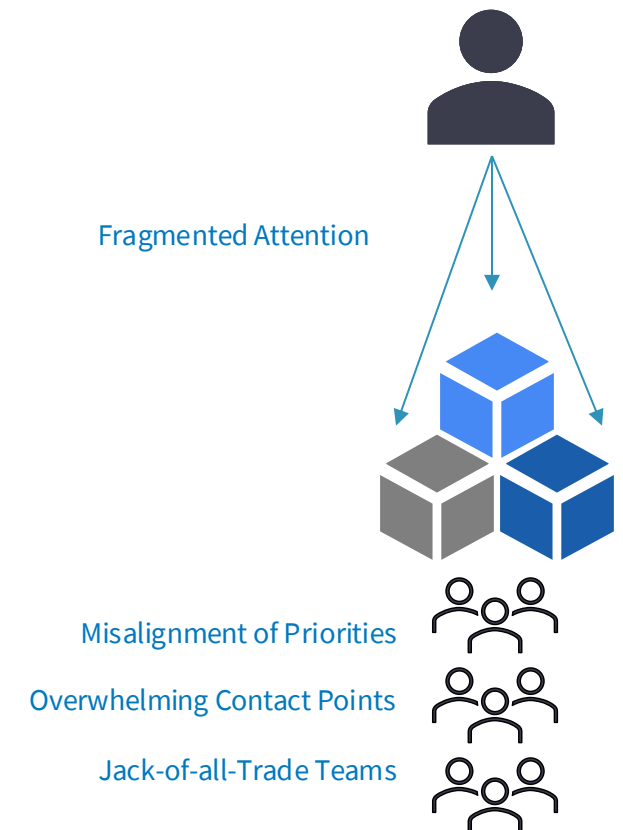 Fragmented Attention
Misalignment of Priorities
Overwhelming Contact Points
Jack-of-all-Trade Teams